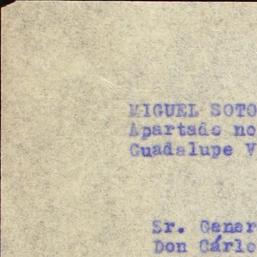 MIGUEL SOTO
Apartado no
Guadalupe V
Sr. Genar
Don Cárlo